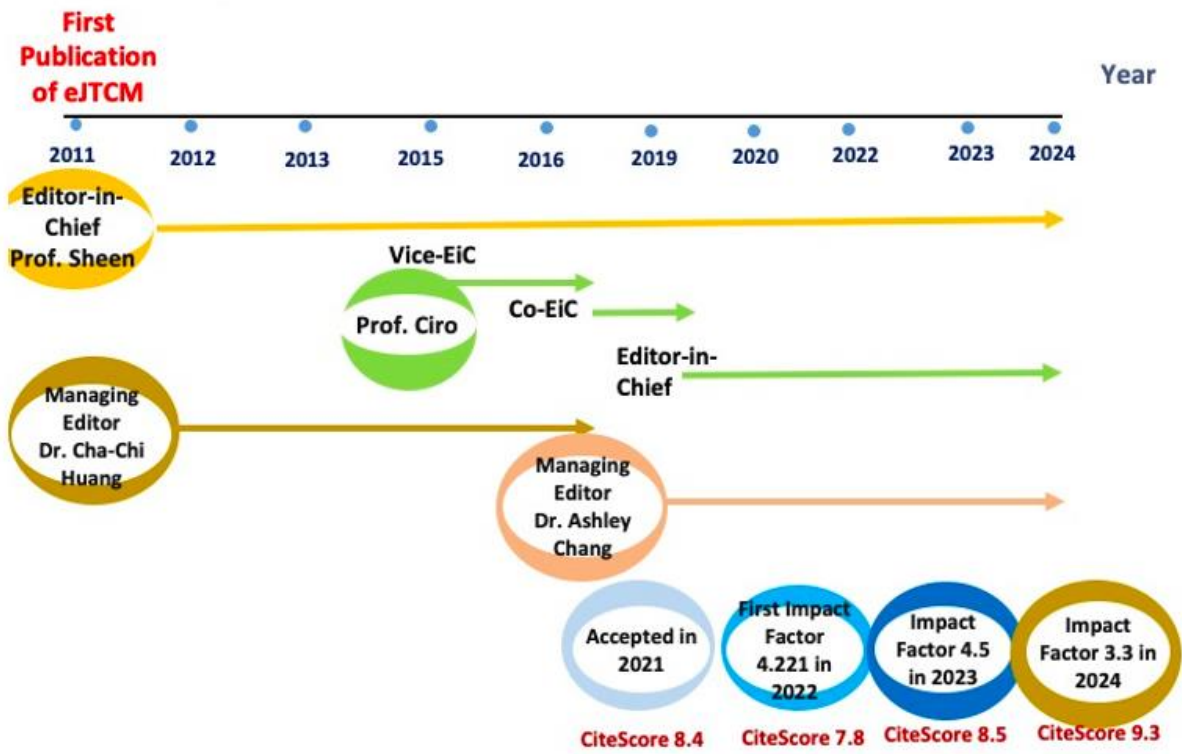 First
Publication
of eJTCM
Year
2011
2012
2013
2015
2016
2019
2020
2022
2023
2024
Editor-in-
Chief
Prof. Sheen
Vice-EiC
Prof. Ciro
Co-EiC
Editor-in-
Chief
Managing
Editor
Dr. Cha-Chi
Huang
Managing
Editor
Dr. Ashley
Chang
Accepted in
2021
First Impact
Factor
4.221 in
2022
Impact
Factor 4.5
in 2023
Impact
Factor 3.3 in
2024
CiteScore 8.4
CiteScore 7.8
CiteScore 8.5
CiteScore 9.3